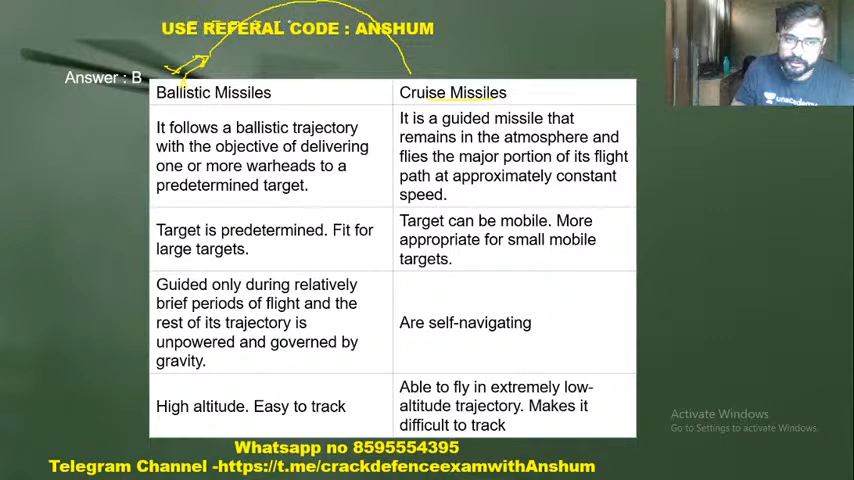 USE REFERAL CODE : ANSHUM
Answer : B
Ballistic Missiles
Cruise Missiles
It follows a ballistic trajectory
with the objective of delivering
one or more warheads to a
predetermined target.
It is a guided missile that
remains in the atmosphere and
flies the major portion of its flight
path at approximately constant
speed.
Target is predetermined. Fit for
large targets.
Target can be mobile. More
appropriate for small mobile
targets.
Guided only during relatively
brief periods of flight and the
rest of its trajectory is
unpowered and governed by
gravity.
Are self-navigating
High altitude. Easy to track
Able to fly in extremely low-
altitude trajectory. Makes it
difficult to track
unacademy
Activate Windows
Go to Settings to activate Windows.
Whatsapp no 8595554395
Telegram Channel -https://t.me/crackdefenceexamwithAnshum